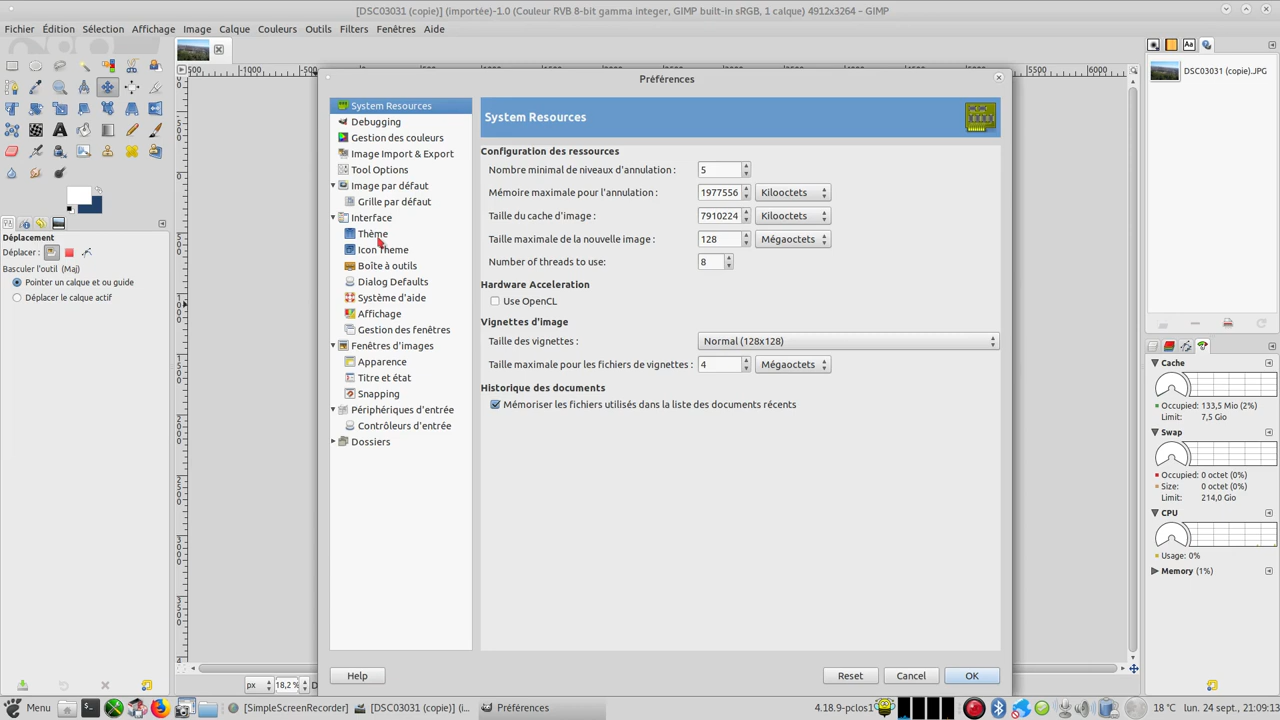 [DSC03031 (copie)] (importée)-1.0 (Couleur RVB 8-bit gamma integer, GIMP built-in sRGB, 1 calque) 4912x3264 – GIMP
Fichier Édition Sélection Affichage Image Calque Couleurs Outils Filters Fenêtres Aide
Préférences
System Resources
Debugging
Gestion des couleurs
Image Import & Export
Tool Options
Image par défaut
Grille par défaut
Interface
Thème
Icon Theme
Boîte à outils
Dialog Defaults
Système d'aide
Affichage
Gestion des fenêtres
Fenêtres d'images
Apparence
Titre et état
Snapping
Périphériques d'entrée
Contrôleurs d'entrée
Dossiers
System Resources
Configuration des ressources
Nombre minimal de niveaux d'annulation : 5
Mémoire maximale pour l'annulation : 1977556 Kilooctets
Taille du cache d'image : 7910224 Kilooctets
Taille maximale de la nouvelle image : 128 Mégaoctets
Number of threads to use: 8
Hardware Acceleration
Use OpenCL
Vignettes d'image
Taille des vignettes : Normal (128x128)
Taille maximale pour les fichiers de vignettes : 4 Mégaoctets
Historique des documents
Mémoriser les fichiers utilisés dans la liste des documents récents
Help Reset Cancel OK
Déplacement
Déplacer :
Basculer l'outil (Maj)
Pointer un calque et ou guide
Déplacer le calque actif
px 18,2 %
DSC03031 (copie).JPG
Cache
Occupied: 133,5 Mio (2%)
Limit: 7,5 Gio
Swap
Occupied: 0 octet (0%)
Size: 0 octet (0%)
Limit: 214,0 Gio
CPU
Usage: 0%
Memory (1%)
Menu [SimpleScreenRecorder] [DSC03031 (copie)] (i... Préférences 4.18.9-pclos1 18 °C lun. 24 sept., 21:09:13